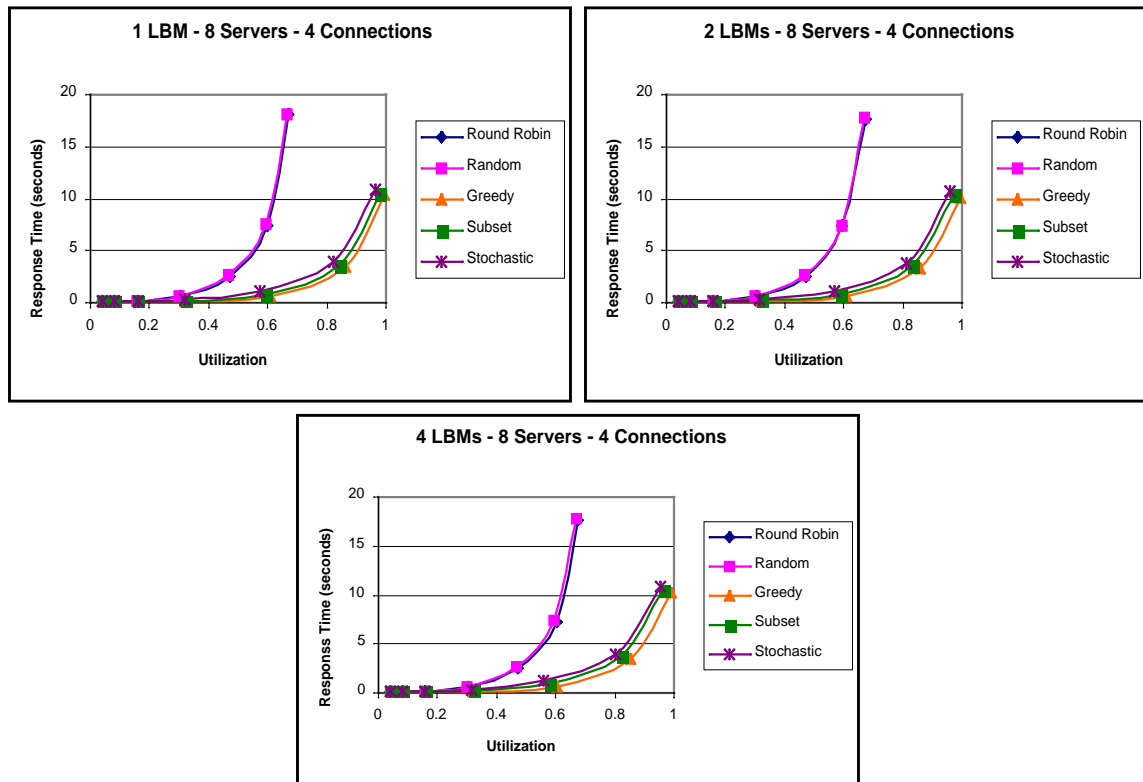 1 LBM - 8 Servers - 4 Connections
Response Time (seconds)
20
15
10
5
0
0
0.2
0.4
0.6
0.8
1
Utilization
Round Robin
Random
Greedy
Subset
Stochastic
2 LBMs - 8 Servers - 4 Connections
Response Time (seconds)
20
15
10
5
0
0
0.2
0.4
0.6
0.8
1
Utilization
Round Robin
Random
Greedy
Subset
Stochastic
4 LBMs - 8 Servers - 4 Connections
Responss Time (seconds)
20
15
10
5
0
0
0.2
0.4
0.6
0.8
1
Utilization
Round Robin
Random
Greedy
Subset
Stochastic